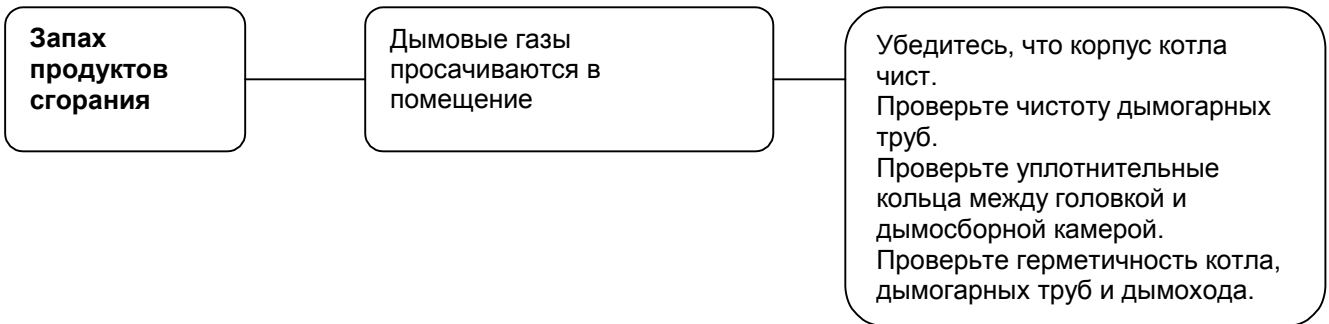 Запах
продуктов
сгорания
Дымовые газы
просачиваются в
помещение
Убедитесь, что корпус котла
чист.
Проверьте чистоту дымогарных
труб.
Проверьте уплотнительные
кольца между головкой и
дымосборной камерой.
Проверьте герметичность котла,
дымогарных труб и дымохода.